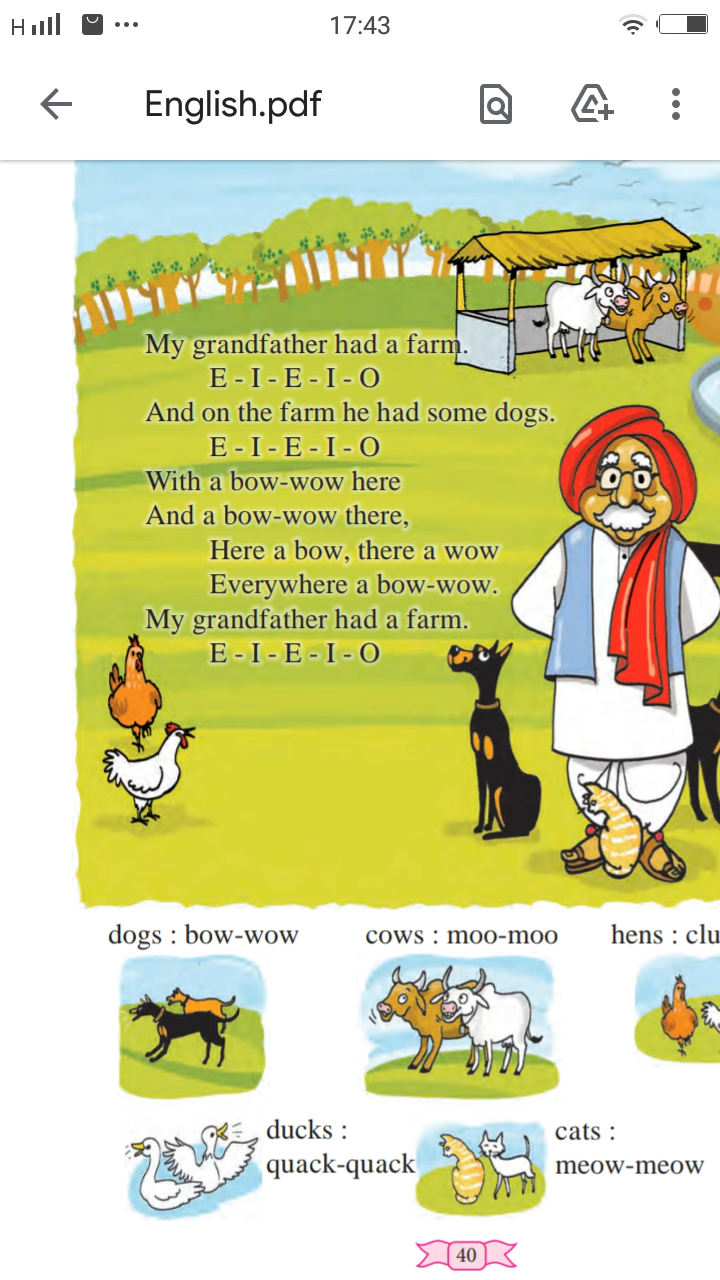 H 17:43
English.pdf
My grandfather had a farm.
E - I - E - I - O
And on the farm he had some dogs.
E - I - E - I - O
With a bow-wow here
And a bow-wow there,
Here a bow, there a wow
Everywhere a bow-wow.
My grandfather had a farm.
E - I - E - I - O
dogs : bow-wow cows : moo-moo hens : clu
ducks :
quack-quack
cats :
meow-meow
40